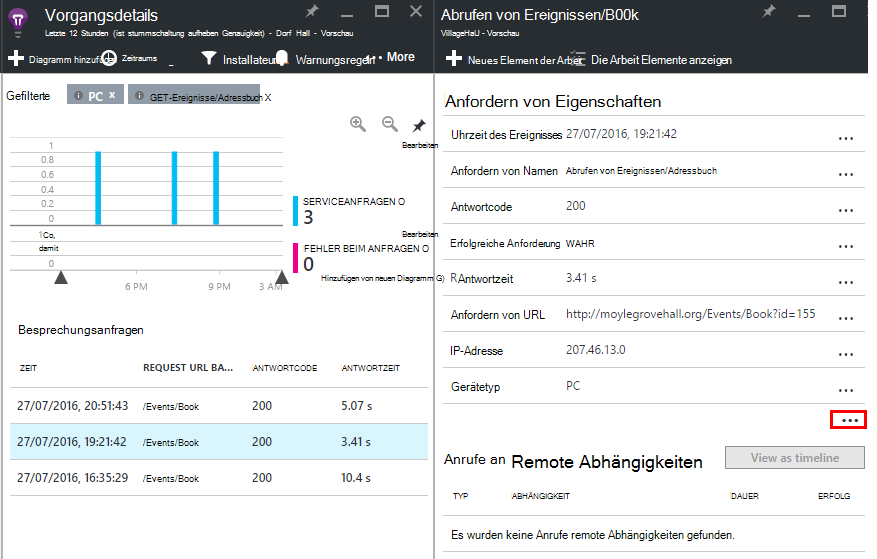 Vorgangsdetails
Letzte 12 Stunden (ist stummschaltung aufheben Genauigkeit) - Dorf Hall - Vorschau
Diagramm hinzufüg Zeitraums Installateur Warnungsregeln ••• More
Gefilterte PC x GET-Ereignisse/Adressbuch X
Bearbeiten
1
0.8
0.6
0.4
0.2
0
SERVICEANFRAGEN O
3
Bearbeiten
1Co,
damit
0
FEHLER BEIM ANFRAGEN O
0
6 PM 9 PM 3 AM
Hinzufügen von neuen Diagramm G)
Besprechungsanfragen
ZEIT REQUEST URL BA... ANTWORTCODE ANTWORTZEIT
27/07/2016, 20:51:43 /Events/Book 200 5.07 s
27/07/2016, 19:21:42 /Events/Book 200 3.41 s
27/07/2016, 16:35:29 /Events/Book 200 10.4 s
Abrufen von Ereignissen/B00k
VillageHaU - Vorschau
Neues Element der Arbeit Die Arbeit Elemente anzeigen
Anfordern von Eigenschaften
Uhrzeit des Ereignisses 27/07/2016, 19:21:42 ...
Anfordern von Namen Abrufen von Ereignissen/Adressbuch ...
Antwortcode 200 ...
Erfolgreiche Anforderung WAHR ...
RAntwortzeit 3.41 s ...
Anfordern von URL http://moylegrovehall.org/Events/Book?id=155 ...
IP-Adresse 207.46.13.0 ...
Gerätetyp PC ...
...
Anrufe an Remote Abhängigkeiten View as timeline
TYP ABHÄNGIGKEIT DAUER ERFOLG
Es wurden keine Anrufe remote Abhängigkeiten gefunden.